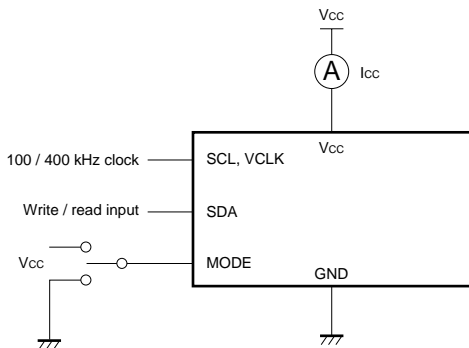 Vcc
A
Icc
Vcc
100 / 400 kHz clock
SCL, VCLK
Write / read input
SDA
Vcc
MODE
GND